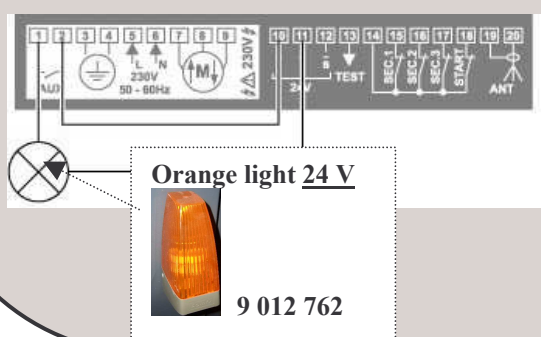 1 2 3 4 5 6 7 8 9 10 11 12 13 14 15 16 17 18 19 20
AUX L N M 230V L S TEST SEC.1 SEC.2 SEC.3 START ANT
230V 24V
50 - 60Hz
Orange light 24 V
9 012 762